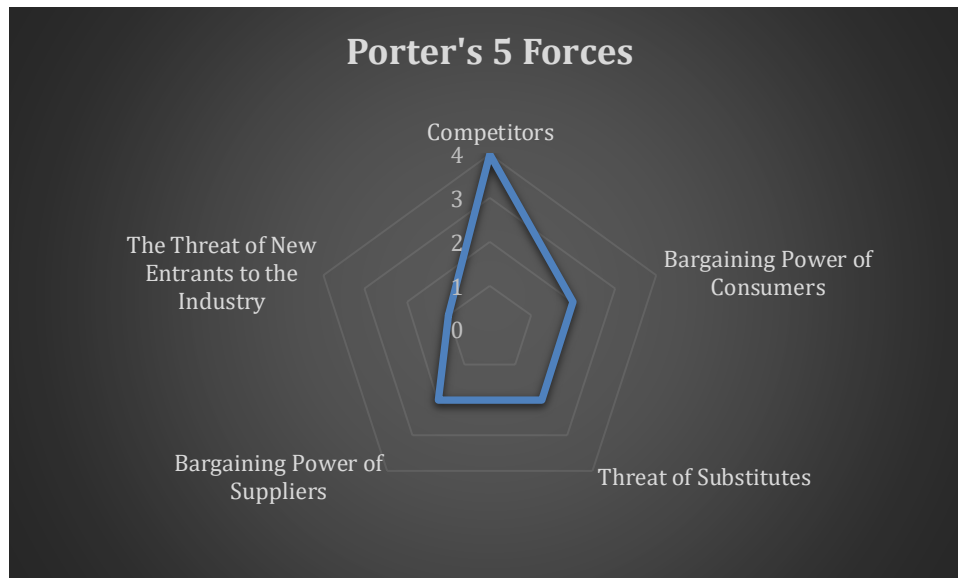 Porter's 5 Forces
Competitors
4
3
2
1
0
Bargaining Power of
Consumers
Threat of Substitutes
Bargaining Power of
Suppliers
The Threat of New
Entrants to the
Industry